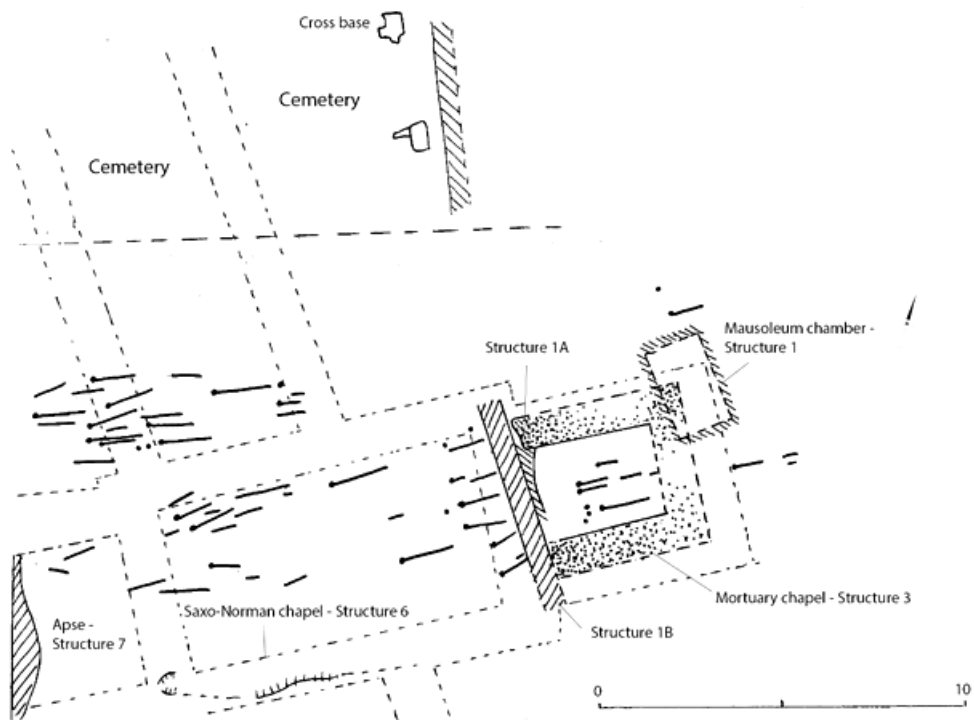 Cross base
Cemetery
Cemetery
Structure 1A
Mausoleum chamber -
Structure 1
Saxo-Norman chapel - Structure 6
Mortuary chapel - Structure 3
Apse -
Structure 7
Structure 1B
0
10